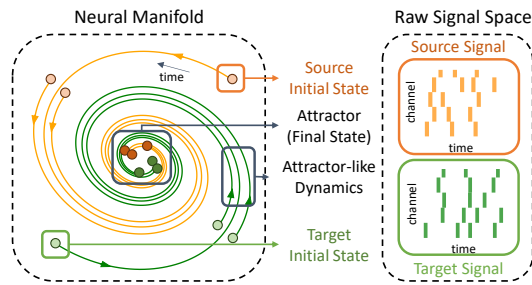 Neural Manifold
time
Source
Initial State
Attractor
(Final State)
Attractor-like
Dynamics
Target
Initial State
Raw Signal Space
Source Signal
channel
time
channel
time
Target Signal